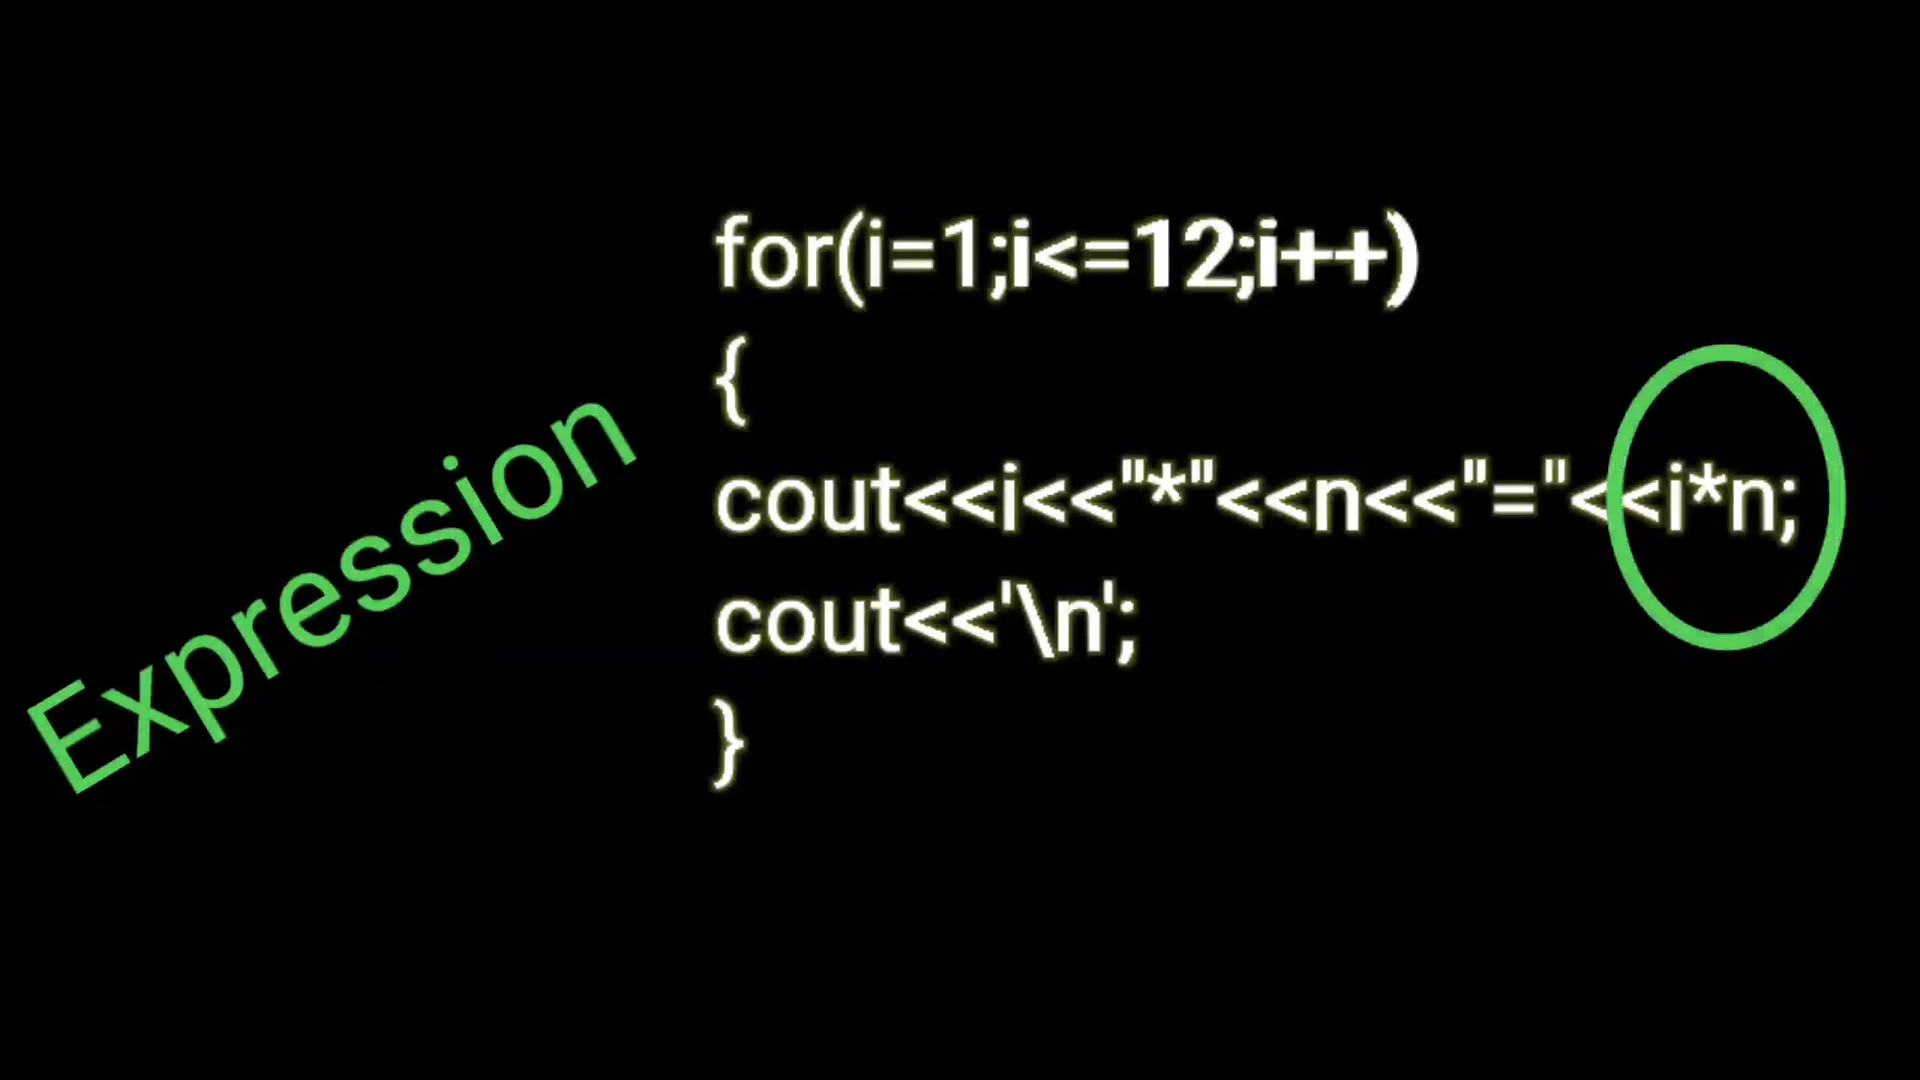 for(i=1;i<=12;i++)
{
Expression
cout<<i<<"*"<<n<<"="<<i*n;
cout<<'\n';
}